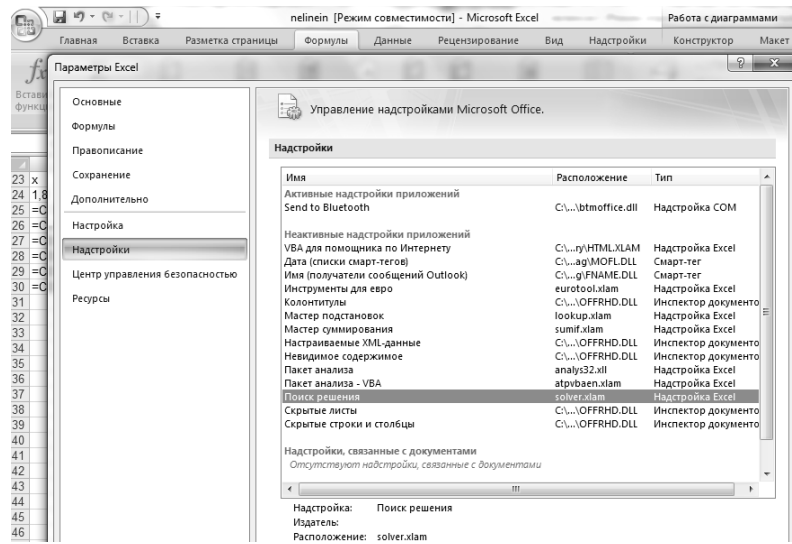 nelinein [Режим совместимости] - Microsoft Excel
Работа с диаграммами
Главная Вставка Разметка страницы Формулы Данные Рецензирование Вид Надстройки Конструктор Макет
fx Параметры Excel ? x
Встави
функци
Основные
Формулы
Правописание
Сохранение
Дополнительно
Настройка
Надстройки
Центр управления безопасностью
Ресурсы
Управление надстройками Microsoft Office.
Надстройки
Имя Расположение Тип
Активные надстройки приложений
Send to Bluetooth C:\...\btmoffice.dll Надстройка COM
Неактивные надстройки приложений
VBA для помощника по Интернету C:\...ry\HTML.XLAM Надстройка Excel
Дата (списки смарт-тегов) C:\...ag\MOFL.DLL Смарт-тег
Имя (получатели сообщений Outlook) C:\...g\FNAME.DLL Смарт-тег
Инструменты для евро eurotool.xlam Надстройка Excel
Колонтитулы C:\...\OFFRHD.DLL Инспектор документо
Мастер подстановок lookup.xlam Надстройка Excel
Мастер суммирования sumif.xlam Надстройка Excel
Настраиваемые XML-данные C:\...\OFFRHD.DLL Инспектор документо
Невидимое содержимое C:\...\OFFRHD.DLL Инспектор документо
Пакет анализа analys32.xll Надстройка Excel
Пакет анализа - VBA atpvbaen.xlam Надстройка Excel
Поиск решения solver.xlam Надстройка Excel
Скрытые листы C:\...\OFFRHD.DLL Инспектор документо
Скрытые строки и столбцы C:\...\OFFRHD.DLL Инспектор документо
Надстройки, связанные с документами
Отсутствуют надстройки, связанные с документами
Надстройка: Поиск решения
Издатель:
Расположение: solver.xlam
23 x
24 1,8
25 =C
26 =C
27 =C
28 =C
29 =C
30 =C
31
32
33
34
35
36
37
38
39
40
41
42
43
44
45
46